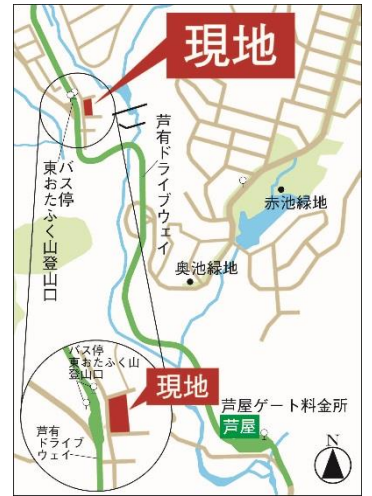 現地
バス停
東おたふく山登山口
芦有ドライブウェイ
赤池緑地
奥池緑地
バス停
東おたふく山
登山口
現地
芦有
ドライブ
ウェイ
芦屋ゲート料金所
芦屋
N